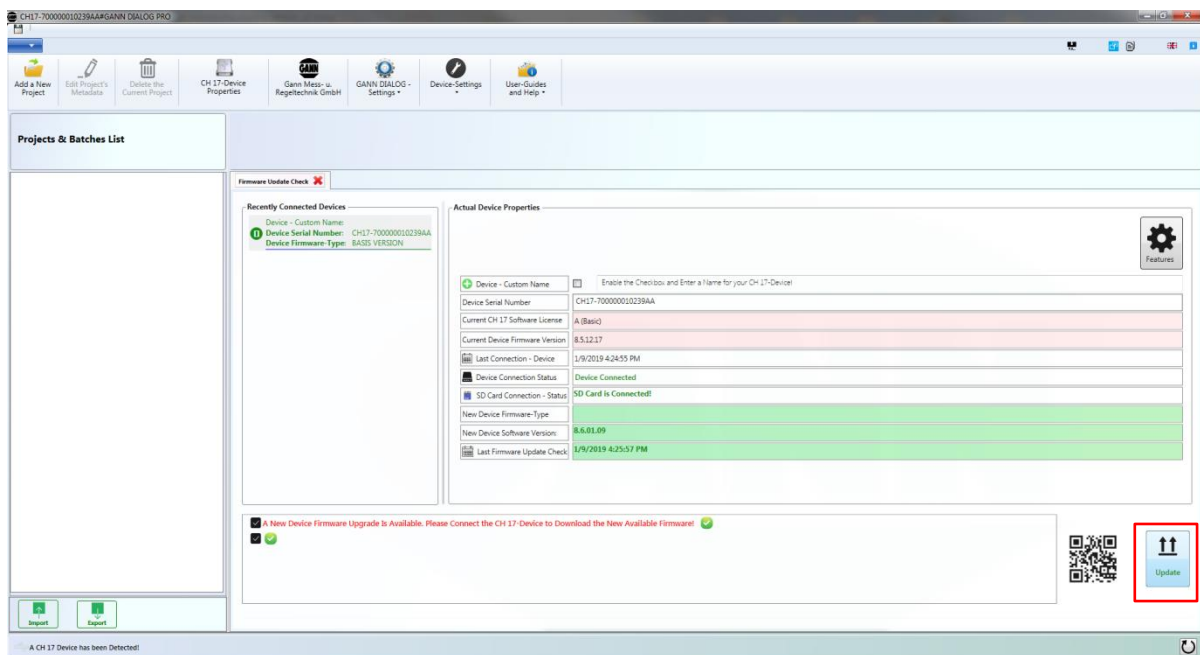 CH17-700000010239AA#GANN DIALOG PRO
Add a New
Project
Edit Project's
Metadata
Delete the
Current Project
CH 17-Device
Properties
GANN
Gann Mess- u.
Regeltechnik GmbH
GANN DIALOG -
Settings
Device-Settings
User-Guides
and Help
Projects & Batches List
Firmware Update Check
Recently Connected Devices
Device - Custom Name:
Device Serial Number: CH17-700000010239AA
Device Firmware-Type: BASIS VERSION
Actual Device Properties
Features
Device - Custom Name
Enable the Checkbox and Enter a Name for your CH 17-Device!
Device Serial Number
CH17-700000010239AA
Current CH 17 Software License
A (Basic)
Current Device Firmware Version
8.5.12.17
Last Connection - Device
1/9/2019 4:24:55 PM
Device Connection Status
Device Connected
SD Card Connection - Status
SD Card is Connected!
New Device Firmware-Type
New Device Software Version:
8.6.01.09
Last Firmware Update Check
1/9/2019 4:25:57 PM
A New Device Firmware Upgrade Is Available. Please Connect the CH 17-Device to Download the New Available Firmware!
Update
Import
Export
A CH 17 Device has been Detected!